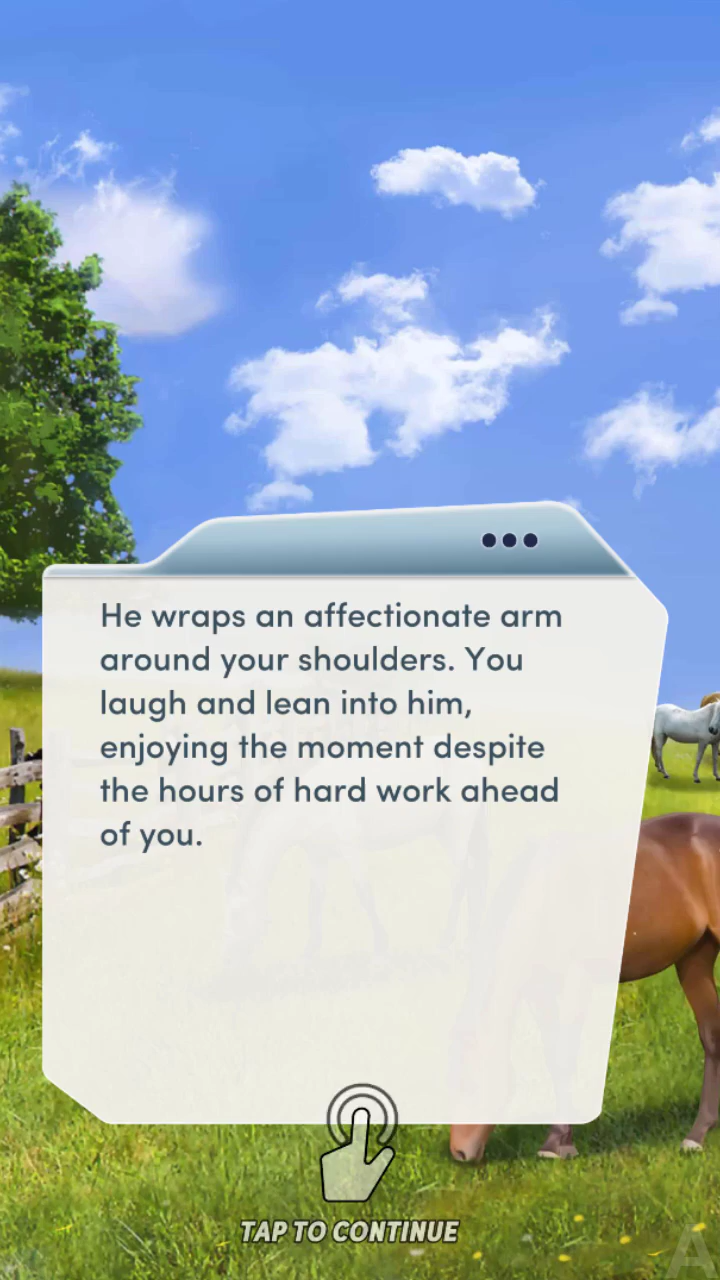 He wraps an affectionate arm
around your shoulders. You
laugh and lean into him,
enjoying the moment despite
the hours of hard work ahead
of you.
TAP TO CONTINUE
A